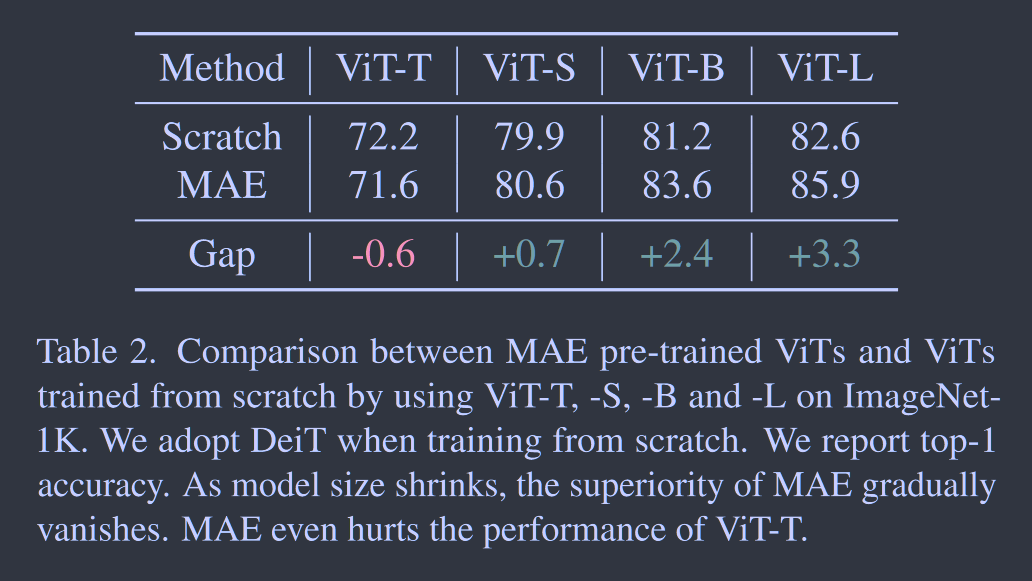 Method ViT-T ViT-S ViT-B ViT-L
Scratch 72.2 79.9 81.2 82.6
MAE 71.6 80.6 83.6 85.9
Gap -0.6 +0.7 +2.4 +3.3
Table 2. Comparison between MAE pre-trained ViTs and ViTs
trained from scratch by using ViT-T, -S, -B and -L on ImageNet-
1K. We adopt DeiT when training from scratch. We report top-1
accuracy. As model size shrinks, the superiority of MAE gradually
vanishes. MAE even hurts the performance of ViT-T.